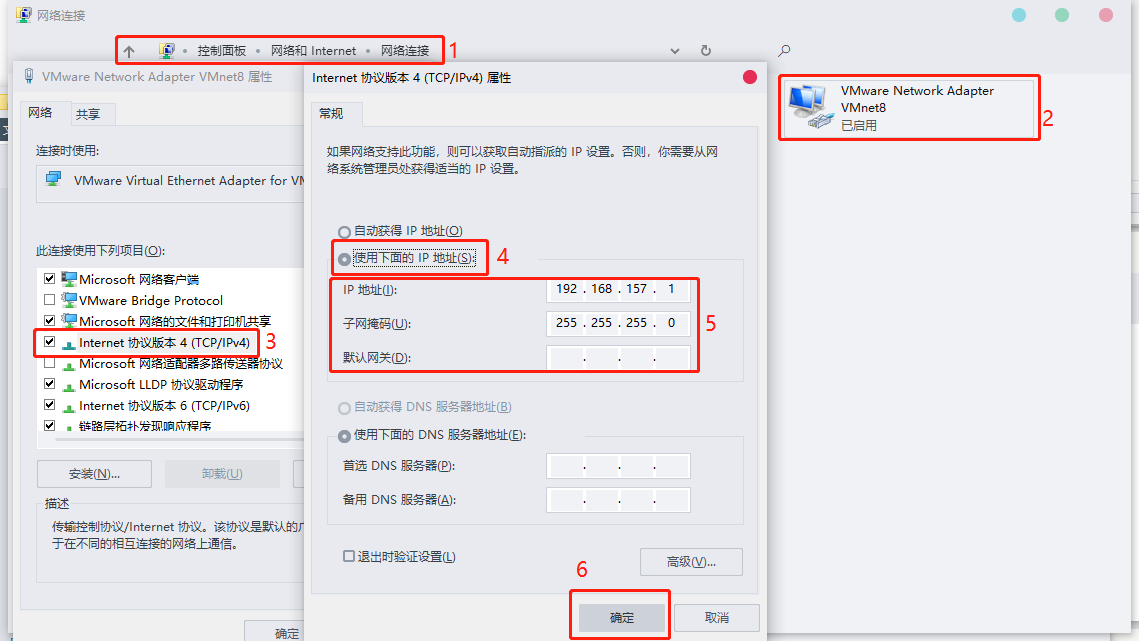 网络连接
控制面板 • 网络和 Internet • 网络连接
1
VMware Network Adapter VMnet8 属性
网络
共享
连接时使用:
VMware Virtual Ethernet Adapter for VM
此连接使用下列项目(O):
Microsoft 网络客户端
VMware Bridge Protocol
Microsoft 网络的文件和打印机共享
Internet 协议版本 4 (TCP/IPv4)
3
Microsoft 网络适配器多路传送器协议
Microsoft LLDP 协议驱动程序
Internet 协议版本 6 (TCP/IPv6)
链路层拓扑发现响应程序
安装(N)...
卸载(U)
描述
传输控制协议/Internet 协议。该协议是默认的广
于在不同的相互连接的网络上通信。
确定
Internet 协议版本 4 (TCP/IPv4) 属性
常规
如果网络支持此功能，则可以获取自动指派的 IP 设置。否则，你需要从网
络系统管理员处获得适当的 IP 设置。
自动获得 IP 地址(O)
使用下面的 IP 地址(S):
4
IP 地址(I):
192 . 168 . 157 . 1
子网掩码(U):
255 . 255 . 255 . 0
5
默认网关(D):
. . .
自动获得 DNS 服务器地址(B)
使用下面的 DNS 服务器地址(E):
首选 DNS 服务器(P):
. . .
备用 DNS 服务器(A):
. . .
退出时验证设置(L)
高级(V)...
6
确定
取消
VMware Network Adapter
VMnet8
已启用
2